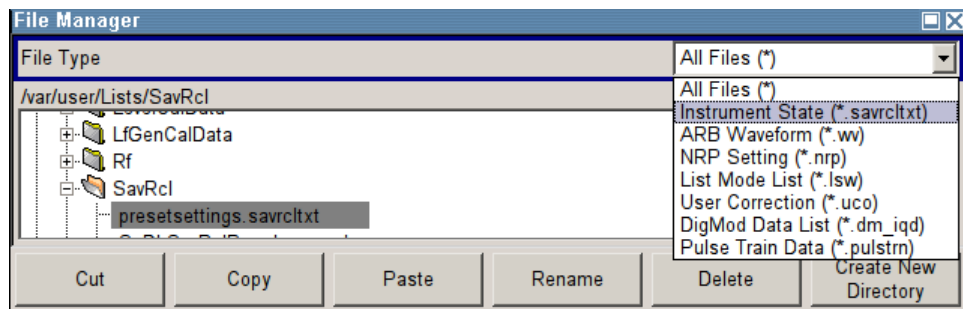 File Manager
File Type
All Files (*)
/var/user/Lists/SavRcl
All Files (*)
Instrument State (*.savrcltxt)
ARB Waveform (*.wv)
NRP Setting (*.nrp)
List Mode List (*.lsw)
User Correction (*.uco)
DigMod Data List (*.dm_iqd)
Pulse Train Data (*.pulstrn)
LfGenCalData
Rf
SavRcl
presetsettings.savrcltxt
Cut
Copy
Paste
Rename
Delete
Create New
Directory